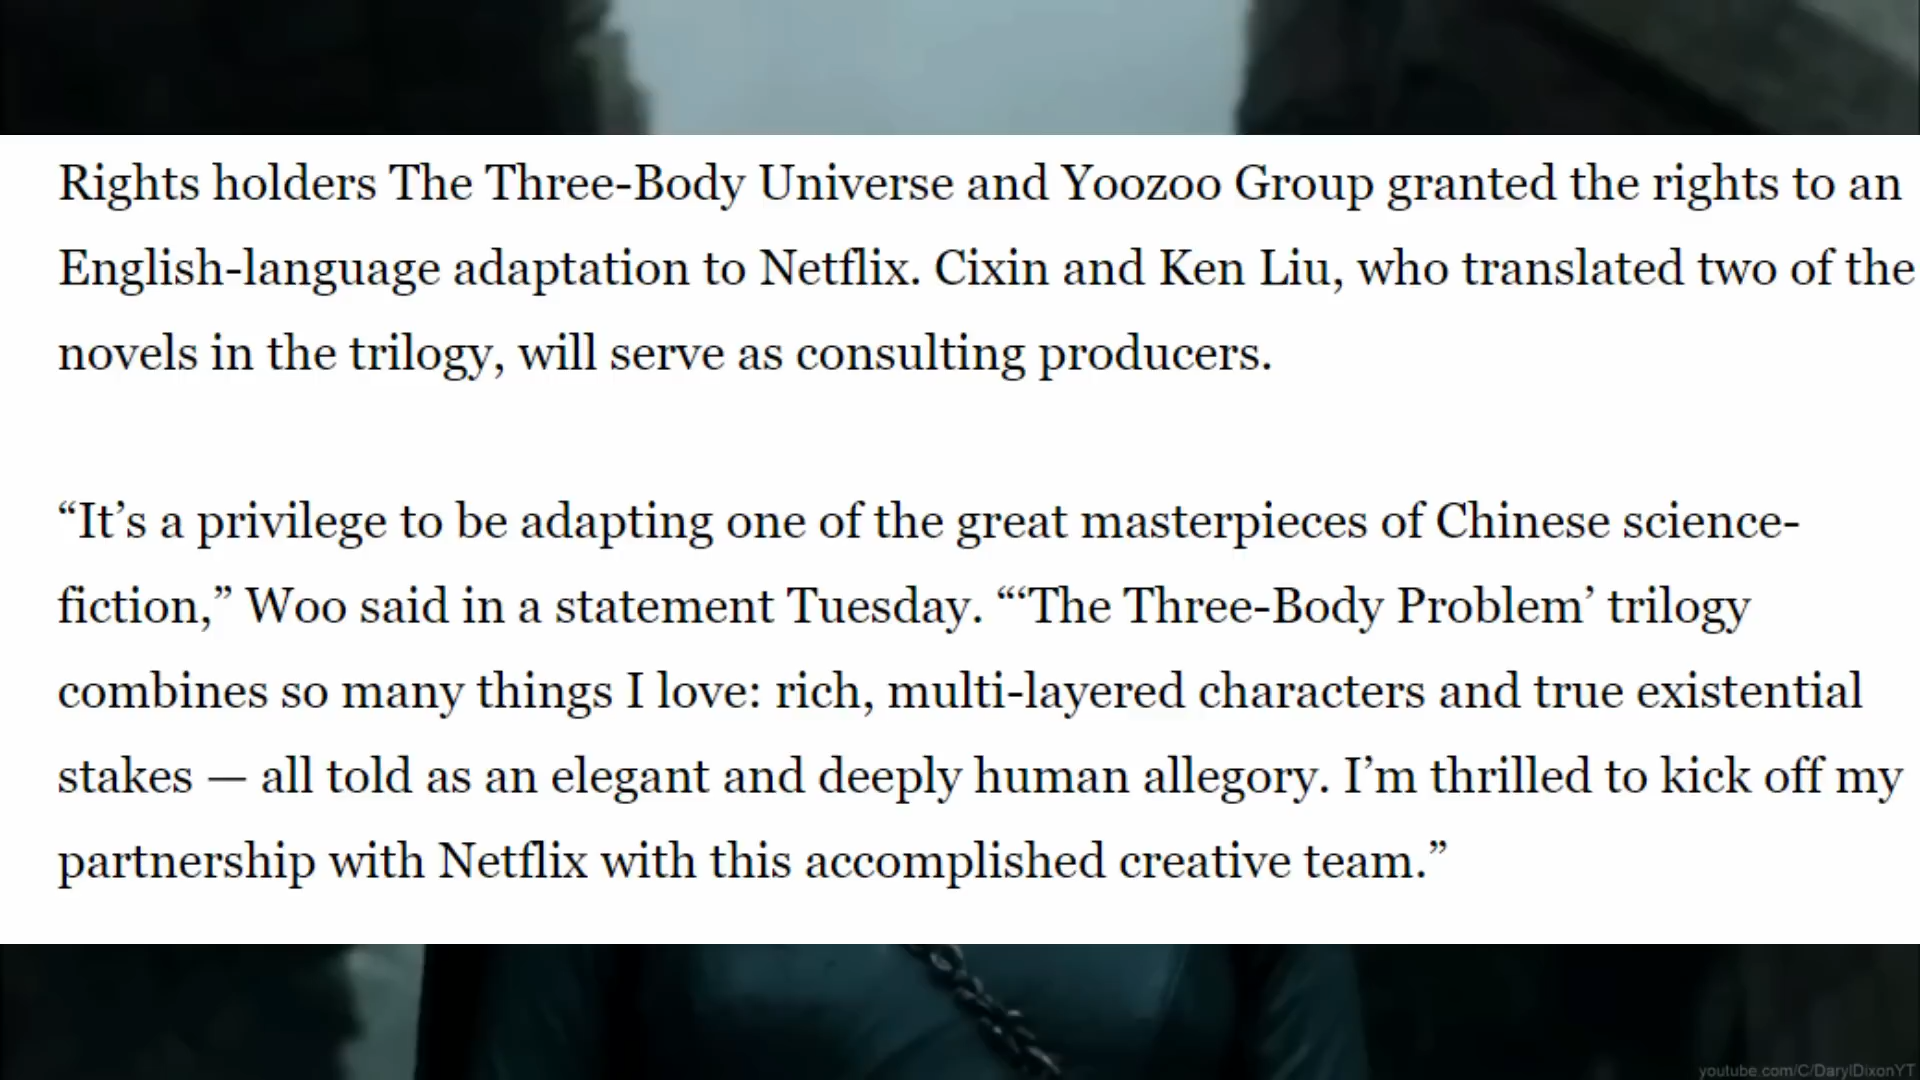 Rights holders The Three-Body Universe and Yoozoo Group granted the rights to an
English-language adaptation to Netflix. Cixin and Ken Liu, who translated two of the
novels in the trilogy, will serve as consulting producers.
“It’s a privilege to be adapting one of the great masterpieces of Chinese science-
fiction,” Woo said in a statement Tuesday. “‘The Three-Body Problem’ trilogy
combines so many things I love: rich, multi-layered characters and true existential
stakes — all told as an elegant and deeply human allegory. I’m thrilled to kick off my
partnership with Netflix with this accomplished creative team.”
youtube.com/C/DarylDixonYT